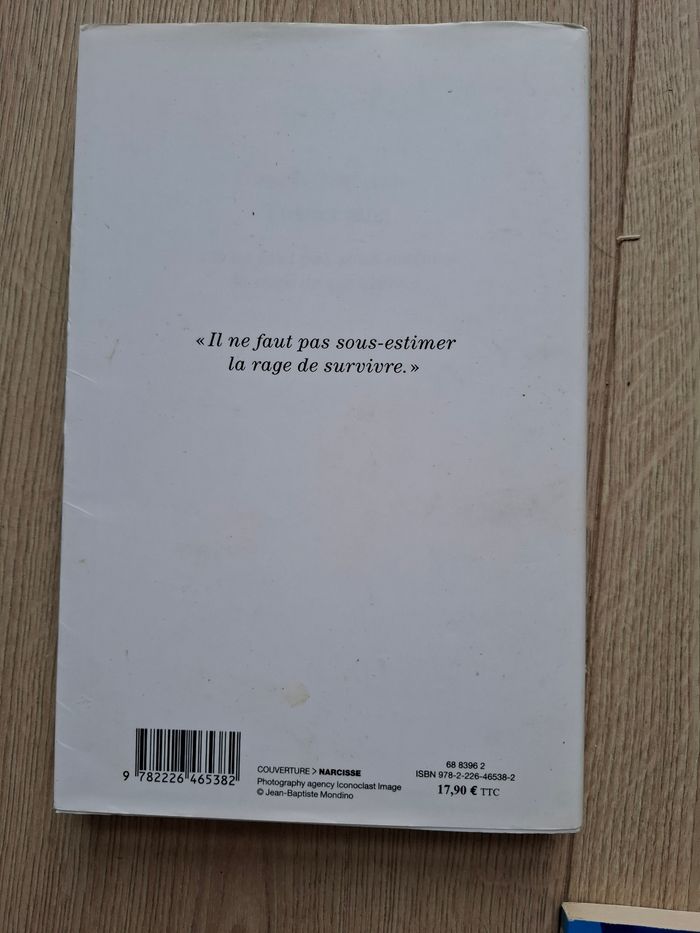 « Il ne faut pas sous-estimer
la rage de survivre. »
9 782226 465382
COUVERTURE > NARCISSE
Photography agency Iconoclast Image
© Jean-Baptiste Mondino
68 8396 2
ISBN 978-2-226-46538-2
17,90 € TTC